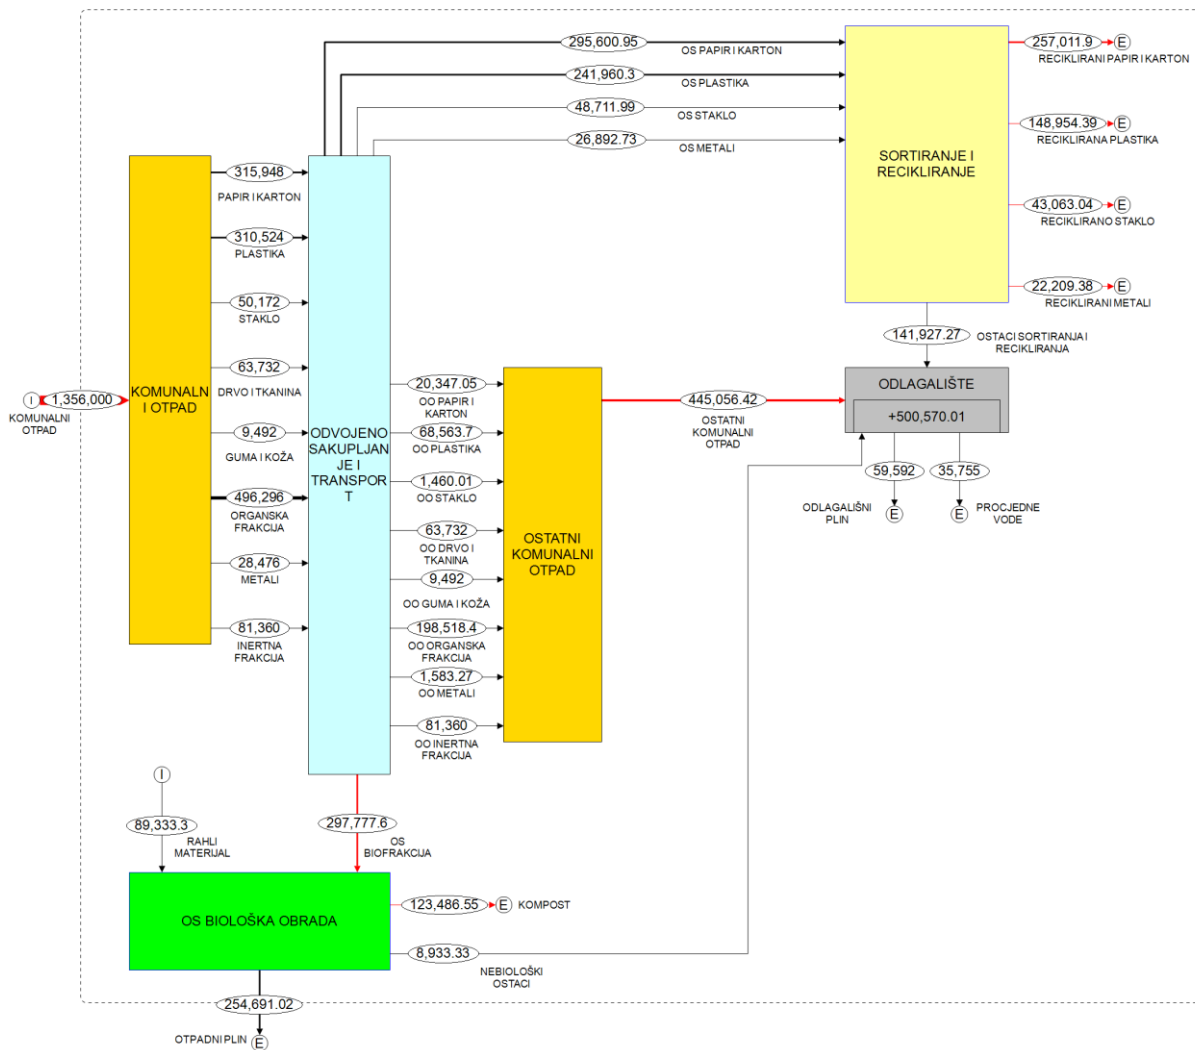 295,600.95
OS PAPIR I KARTON
241,960.3
OS PLASTIKA
48,711.99
OS STAKLO
26,892.73
OS METALI
SORTIRANJE I
RECIKLIRANJE
257,011.9
E
RECIKLIRANI PAPIR I KARTON
148,954.39
E
RECIKLIRANA PLASTIKA
43,063.04
E
RECIKLIRANO STAKLO
22,209.38
E
RECIKLIRANI METALI
141,927.27
OSTACI SORTIRANJA I
RECIKLIRANJA
I
1,356,000
KOMUNALNI
OTPAD
KOMUNALN
I OTPAD
315,948
PAPIR I KARTON
310,524
PLASTIKA
50,172
STAKLO
63,732
DRVO I TKANINA
9,492
GUMA I KOŽA
496,296
ORGANSKA
FRAKCIJA
28,476
METALI
81,360
INERTNA
FRAKCIJA
ODVOJENO
SAKUPLJAN
JE I
TRANSPOR
T
20,347.05
OO PAPIR I
KARTON
68,563.7
OO PLASTIKA
1,460.01
OO STAKLO
63,732
OO DRVO I
TKANINA
9,492
OO GUMA I KOŽA
198,518.4
OO ORGANSKA
FRAKCIJA
1,583.27
OO METALI
81,360
OO INERTNA
FRAKCIJA
OSTATNI
KOMUNALNI
OTPAD
445,056.42
OSTATNI
KOMUNALNI
OTPAD
ODLAGALIŠTE
+500,570.01
59,592
ODLAGALIŠNI
PLIN
E
35,755
E
PROCJEDNE
VODE
I
89,333.3
RAHLI
MATERIJAL
297,777.6
OS
BIOFRAKCIJA
OS BIOLOŠKA OBRADA
123,486.55
E
KOMPOST
8,933.33
NEBIOLOŠKI
OSTACI
254,691.02
OTPADNI PLIN
E